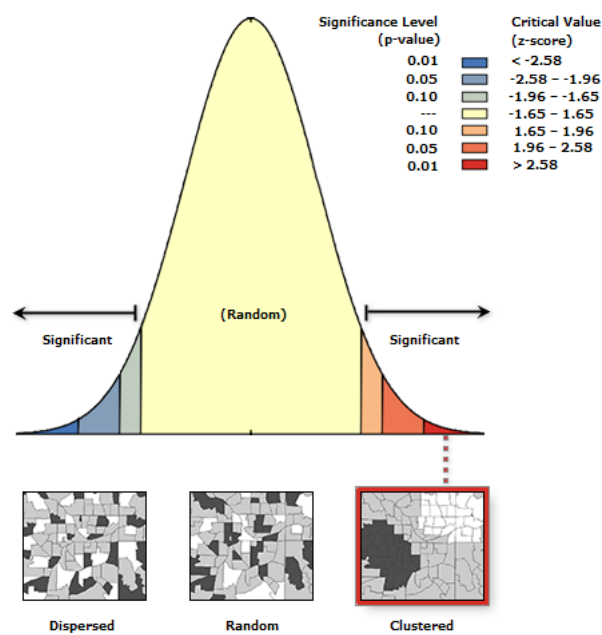 Significance Level Critical Value
(p-value) (z-score)
0.01 < -2.58
0.05 -2.58 – -1.96
0.10 -1.96 – -1.65
--- -1.65 – 1.65
0.10 1.65 – 1.96
0.05 1.96 – 2.58
0.01 > 2.58
(Random)
Significant Significant
Dispersed Random Clustered